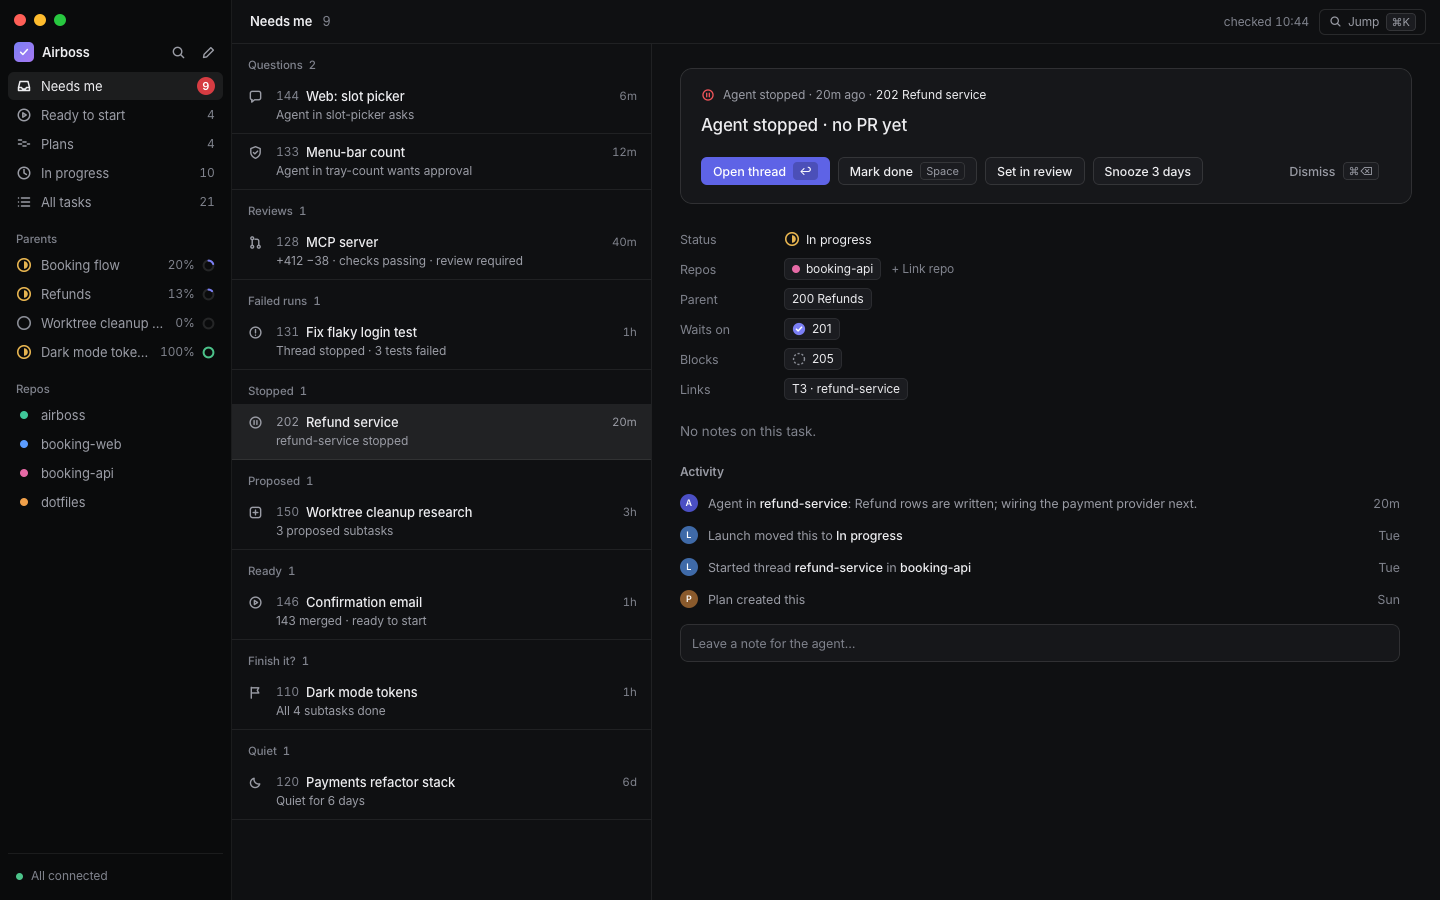 Airboss
Needs me 9
Ready to start 4
Plans 4
In progress 10
All tasks 21
Parents
Booking flow 20%
Refunds 13%
Worktree cleanup ... 0%
Dark mode toke... 100%
Repos
airboss
booking-web
booking-api
dotfiles
All connected
Needs me 9
checked 10:44
Jump ⌘K
Questions 2
144 Web: slot picker 6m
Agent in slot-picker asks
133 Menu-bar count 12m
Agent in tray-count wants approval
Reviews 1
128 MCP server 40m
+412 −38 · checks passing · review required
Failed runs 1
131 Fix flaky login test 1h
Thread stopped · 3 tests failed
Stopped 1
202 Refund service 20m
refund-service stopped
Proposed 1
150 Worktree cleanup research 3h
3 proposed subtasks
Ready 1
146 Confirmation email 1h
143 merged · ready to start
Finish it? 1
110 Dark mode tokens 1h
All 4 subtasks done
Quiet 1
120 Payments refactor stack 6d
Quiet for 6 days
Agent stopped · 20m ago · 202 Refund service
Agent stopped · no PR yet
Open thread ↩ Mark done Space Set in review Snooze 3 days Dismiss ⌘⌫
Status In progress
Repos booking-api + Link repo
Parent 200 Refunds
Waits on 201
Blocks 205
Links T3 · refund-service
No notes on this task.
Activity
A Agent in refund-service: Refund rows are written; wiring the payment provider next. 20m
L Launch moved this to In progress Tue
L Started thread refund-service in booking-api Tue
P Plan created this Sun
Leave a note for the agent...